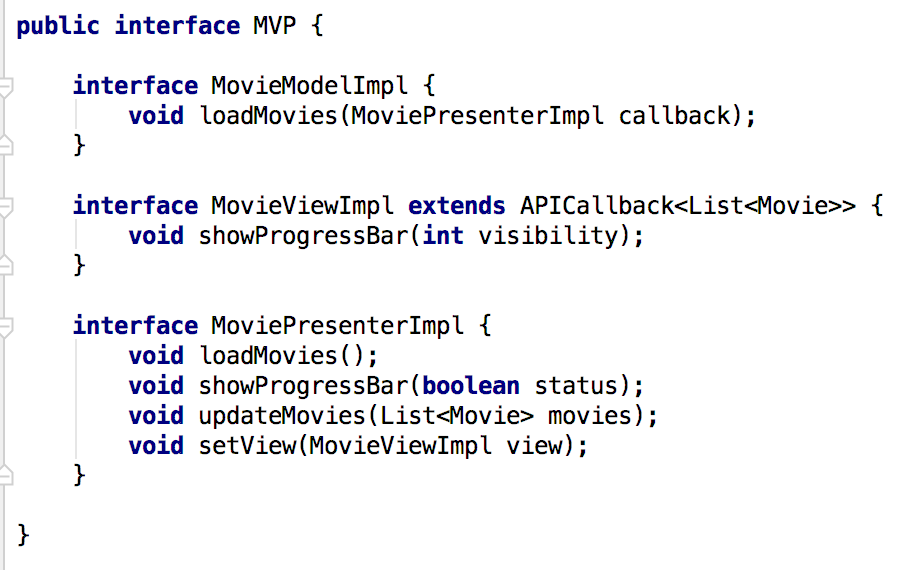 public interface MVP {
interface MovieModelImpl {
void loadMovies(MoviePresenterImpl callback);
}
interface MovieViewImpl extends APICallback<List<Movie>> {
void showProgressBar(int visibility);
}
interface MoviePresenterImpl {
void loadMovies();
void showProgressBar(boolean status);
void updateMovies(List<Movie> movies);
void setView(MovieViewImpl view);
}
}